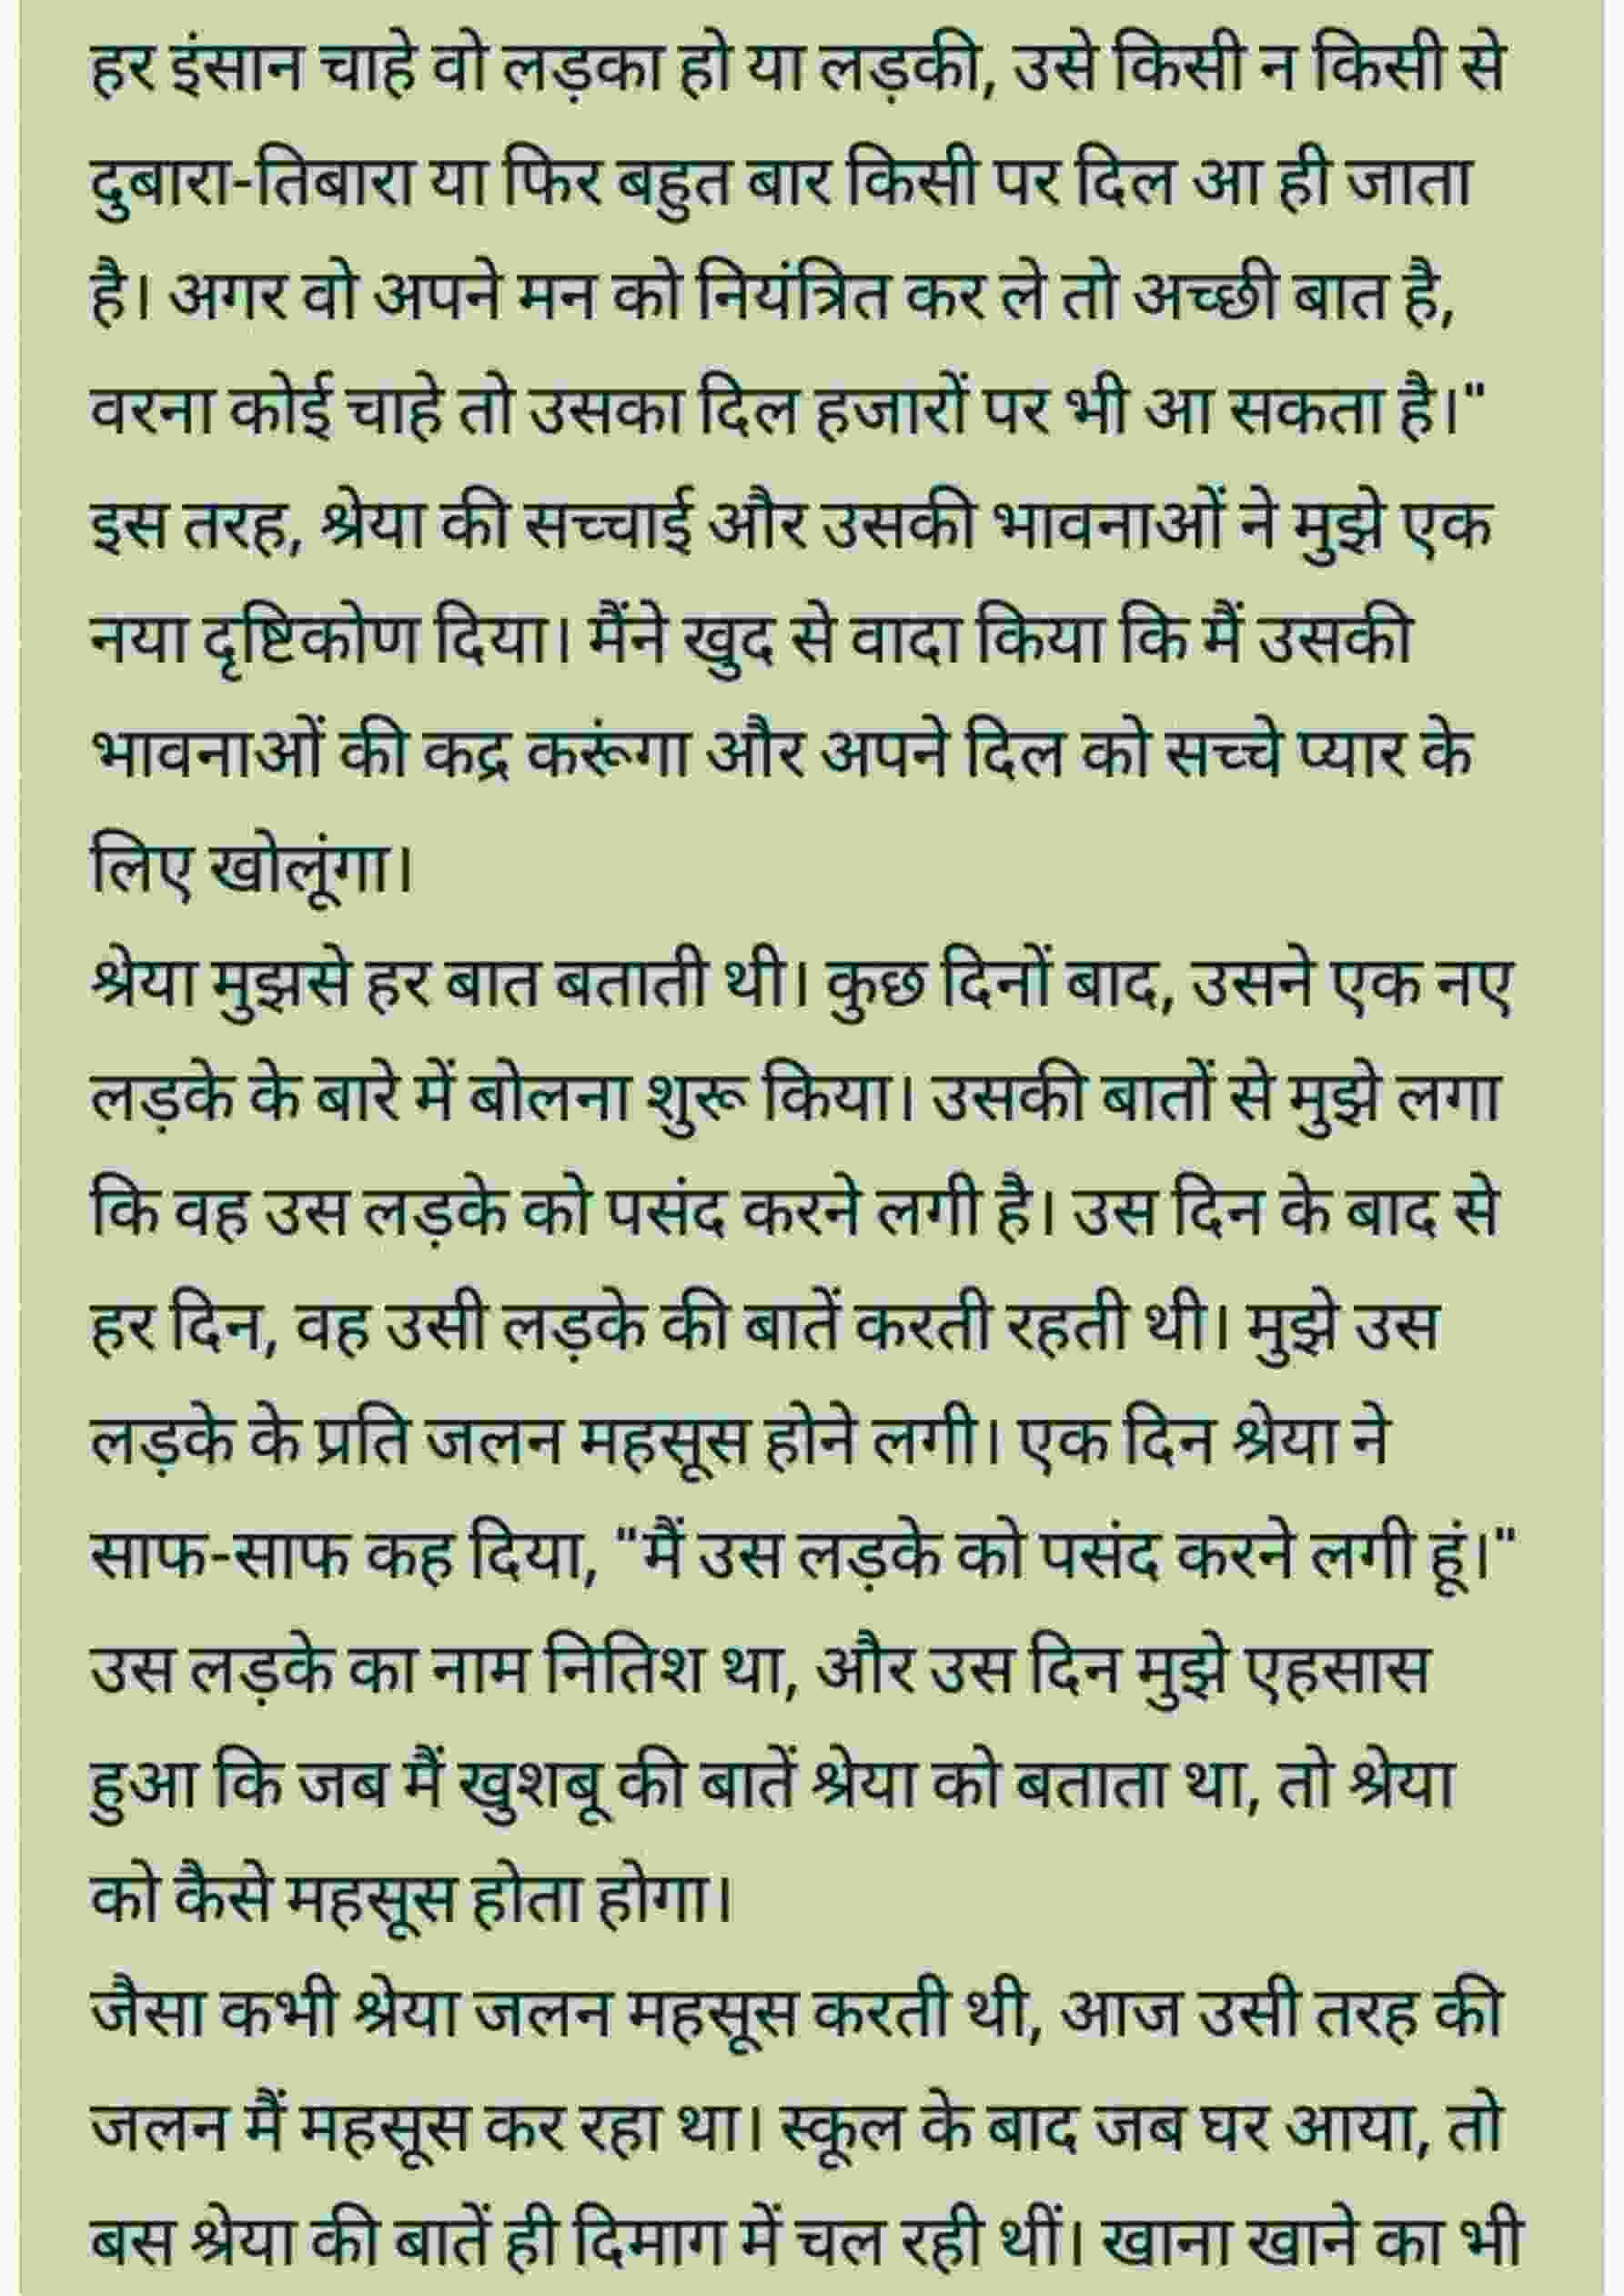 हर इंसान चाहे वो लड़का हो या लड़की, उसे किसी न किसी से
दुबारा-तिबारा या फिर बहुत बार किसी पर दिल आ ही जाता
है। अगर वो अपने मन को नियंत्रित कर ले तो अच्छी बात है,
वरना कोई चाहे तो उसका दिल हजारों पर भी आ सकता है।"
इस तरह, श्रेया की सच्चाई और उसकी भावनाओं ने मुझे एक
नया दृष्टिकोण दिया। मैंने खुद से वादा किया कि मैं उसकी
भावनाओं की कद्र करूंगा और अपने दिल को सच्चे प्यार के
लिए खोलूंगा।
श्रेया मुझसे हर बात बताती थी। कुछ दिनों बाद, उसने एक नए
लड़के के बारे में बोलना शुरू किया। उसकी बातों से मुझे लगा
कि वह उस लड़के को पसंद करने लगी है। उस दिन के बाद से
हर दिन, वह उसी लड़के की बातें करती रहती थी। मुझे उस
लड़के के प्रति जलन महसूस होने लगी। एक दिन श्रेया ने
साफ-साफ कह दिया, "मैं उस लड़के को पसंद करने लगी हूं।"
उस लड़के का नाम नितिश था, और उस दिन मुझे एहसास
हुआ कि जब मैं खुशबू की बातें श्रेया को बताता था, तो श्रेया
को कैसे महसूस होता होगा।
जैसा कभी श्रेया जलन महसूस करती थी, आज उसी तरह की
जलन मैं महसूस कर रहा था। स्कूल के बाद जब घर आया, तो
बस श्रेया की बातें ही दिमाग में चल रही थीं। खाना खाने का भी